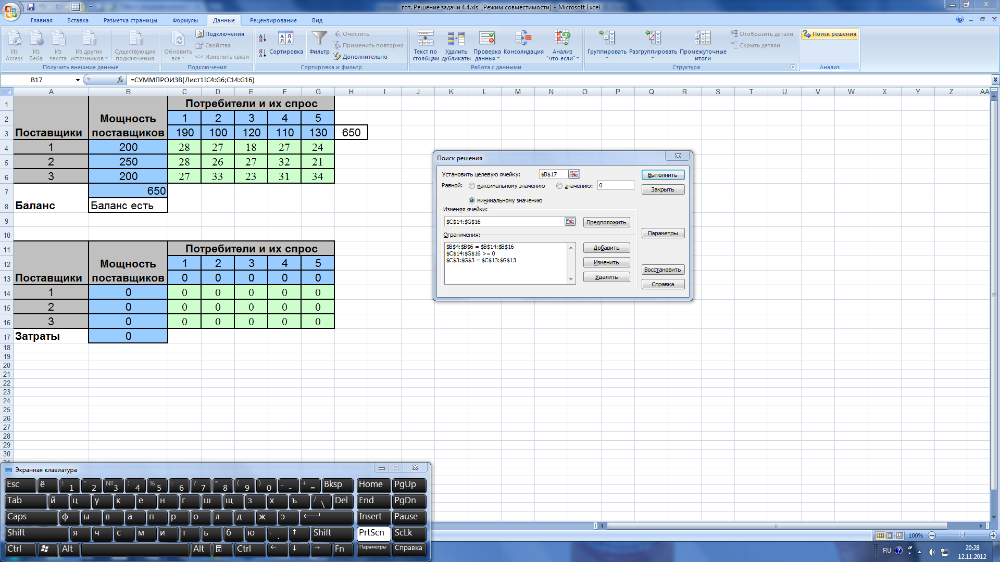 гот. Решение задачи 4.4.xls [Режим совместимости] - Microsoft Excel
Главная Вставка Разметка страницы Формулы Данные Рецензирование Вид
Из Access
Из Веба
Из текста
Из других источников
Существующие подключения
Получить внешние данные
Обновить все
Подключения
Свойства
Изменить связи
Подключения
Сортировка
Фильтр
Очистить
Применить повторно
Дополнительно
Сортировка и фильтр
Текст по столбцам
Удалить дубликаты
Проверка данных
Консолидация
Анализ "что-если"
Работа с данными
Группировать
Разгруппировать
Промежуточные итоги
Отобразить детали
Скрыть детали
Структура
Поиск решения
Анализ
B17 fx =СУММПРОИЗВ(Лист1!C4:G6;C14:G16)
A B C D E F G H I J K L M N O P Q R S T U V W X Y Z AA
1 Потребители и их спрос
2 Мощность 1 2 3 4 5
3 Поставщики поставщиков 190 100 120 110 130 650
4 1 200 28 27 18 27 24
5 2 250 28 26 27 32 21
6 3 200 27 33 23 31 34
7 650
8 Баланс Баланс есть
9
10
11 Потребители и их спрос
12 Мощность 1 2 3 4 5
13 Поставщики поставщиков 0 0 0 0 0
14 1 0 0 0 0 0 0
15 2 0 0 0 0 0 0
16 3 0 0 0 0 0 0
17 Затраты 0
18
19
20
21
22
23
24
25
26
27
28
29
30
Поиск решения
Установить целевую ячейку: $B$17 Выполнить
Равной: максимальному значению значению: 0 Закрыть
минимальному значению
Изменяя ячейки:
$C$14:$G$16 Предположить
Параметры
Ограничения:
$B$4:$B$6 = $B$14:$B$16 Добавить
$C$14:$G$16 >= 0
$C$3:$G$3 = $C$13:$G$13 Изменить
Восстановить
Удалить
Справка
Экранная клавиатура
Esc ё ! 1 " 2 № 3 ; 4 % 5 : 6 ? 7 * 8 ( 9 ) 0 _ - + = Bksp Home PgUp
Tab й ц у к е н г ш щ з х ъ / \ Del End PgDn
Caps ф ы в а п р о л д ж э Insert Pause
Shift я ч с м и т ь б ю , . ↑ Shift PrtScn ScLk
Ctrl Alt Alt Ctrl ← ↓ → Fn Параметры Справка
100%
RU
20:28
12.11.2012